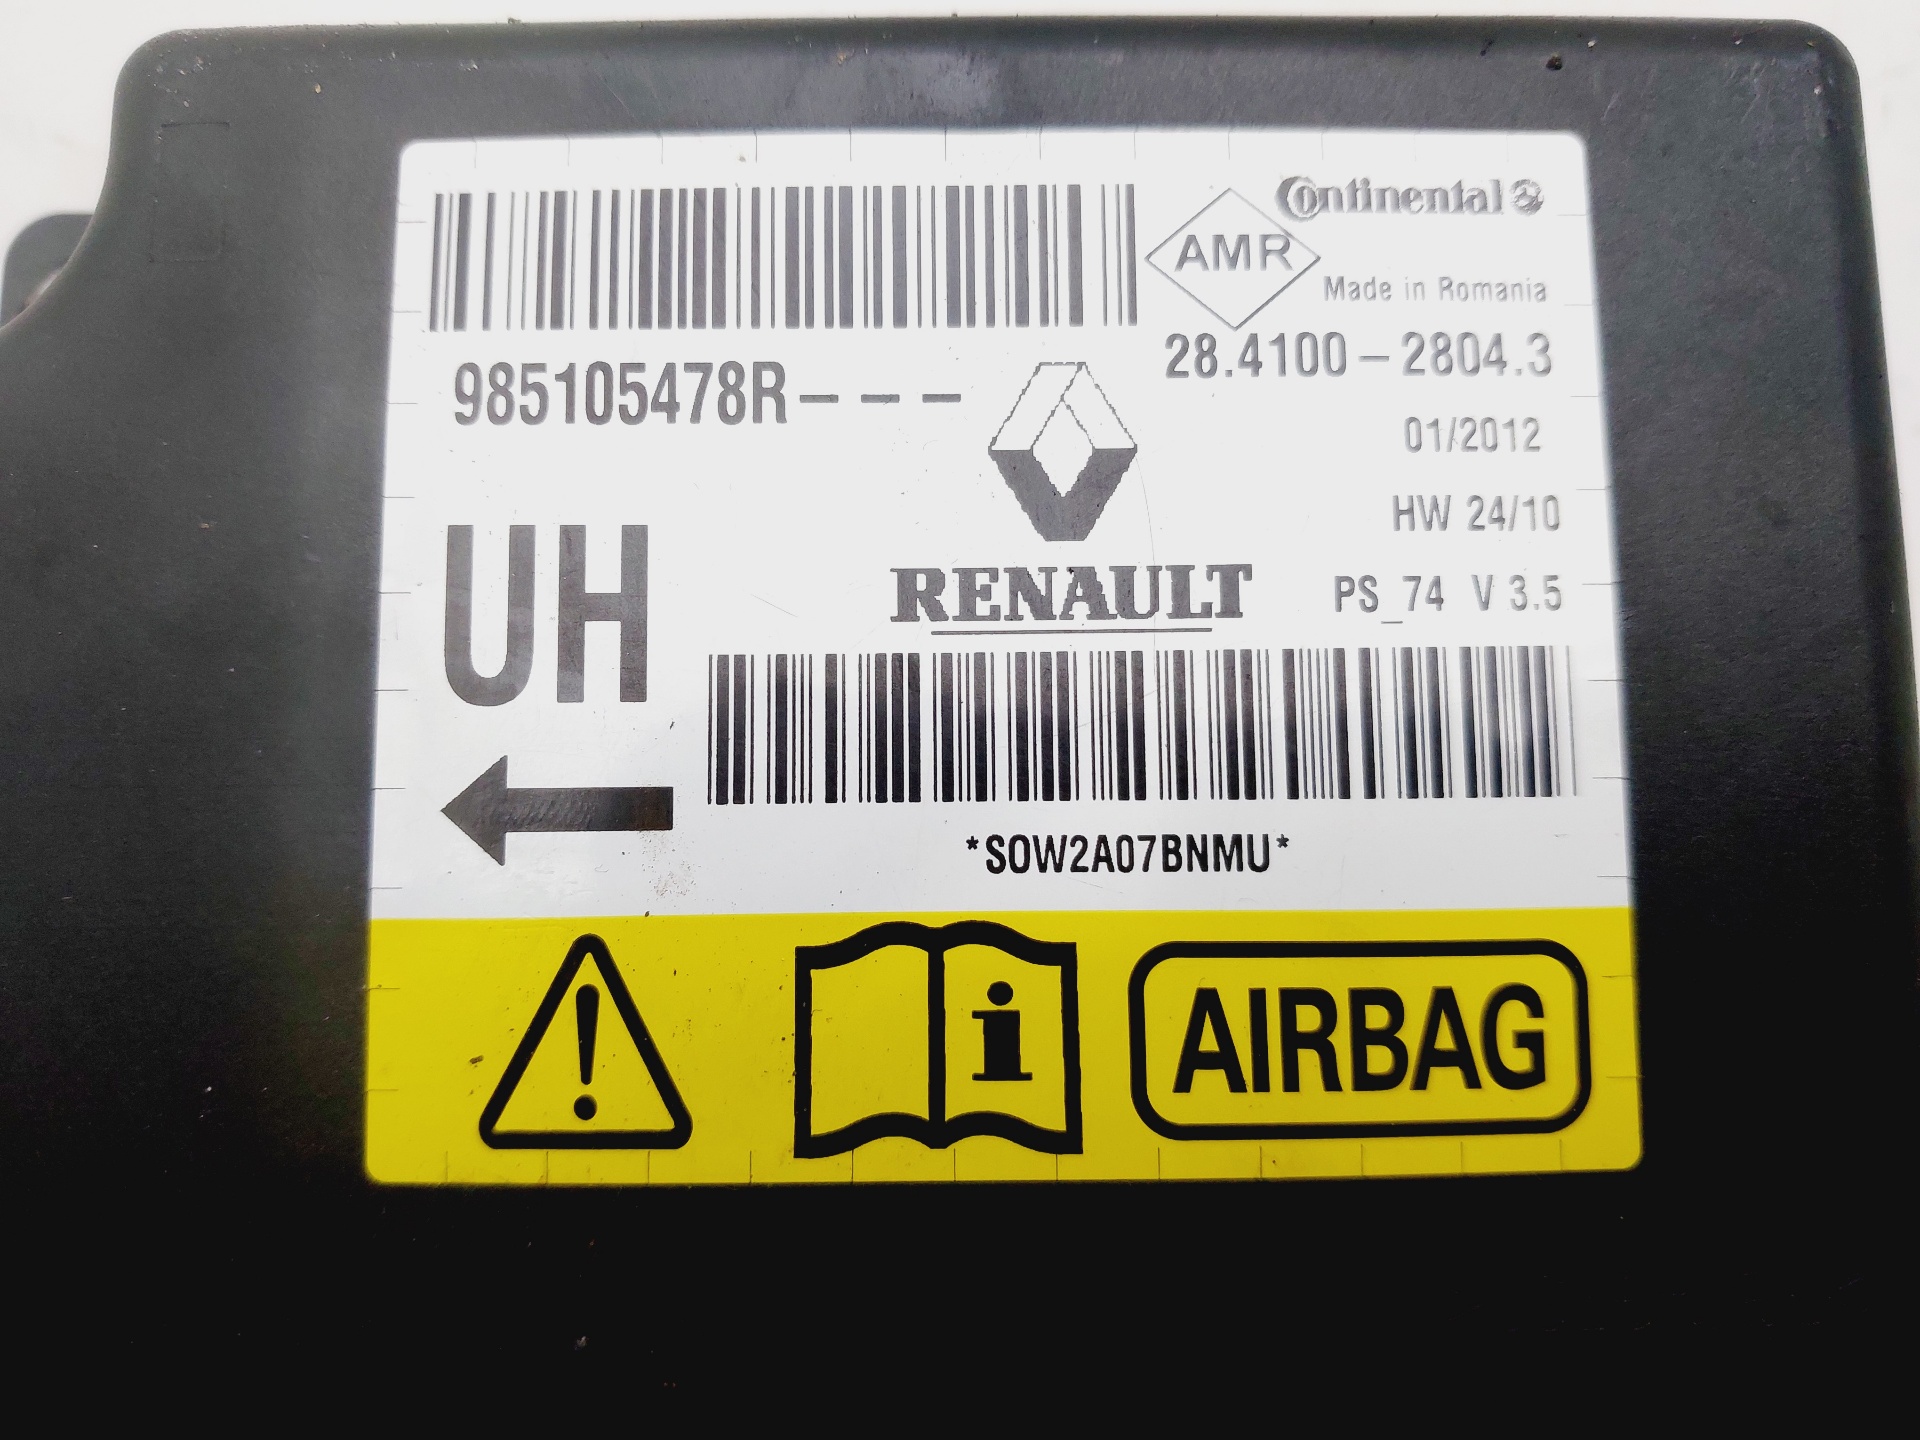 Continental
AMR
Made in Romania
28.4100-2804.3
985105478R---
01/2012
HW 24/10
UH
RENAULT
PS_74 V 3.5
*S0W2A07BNMU*
AIRBAG